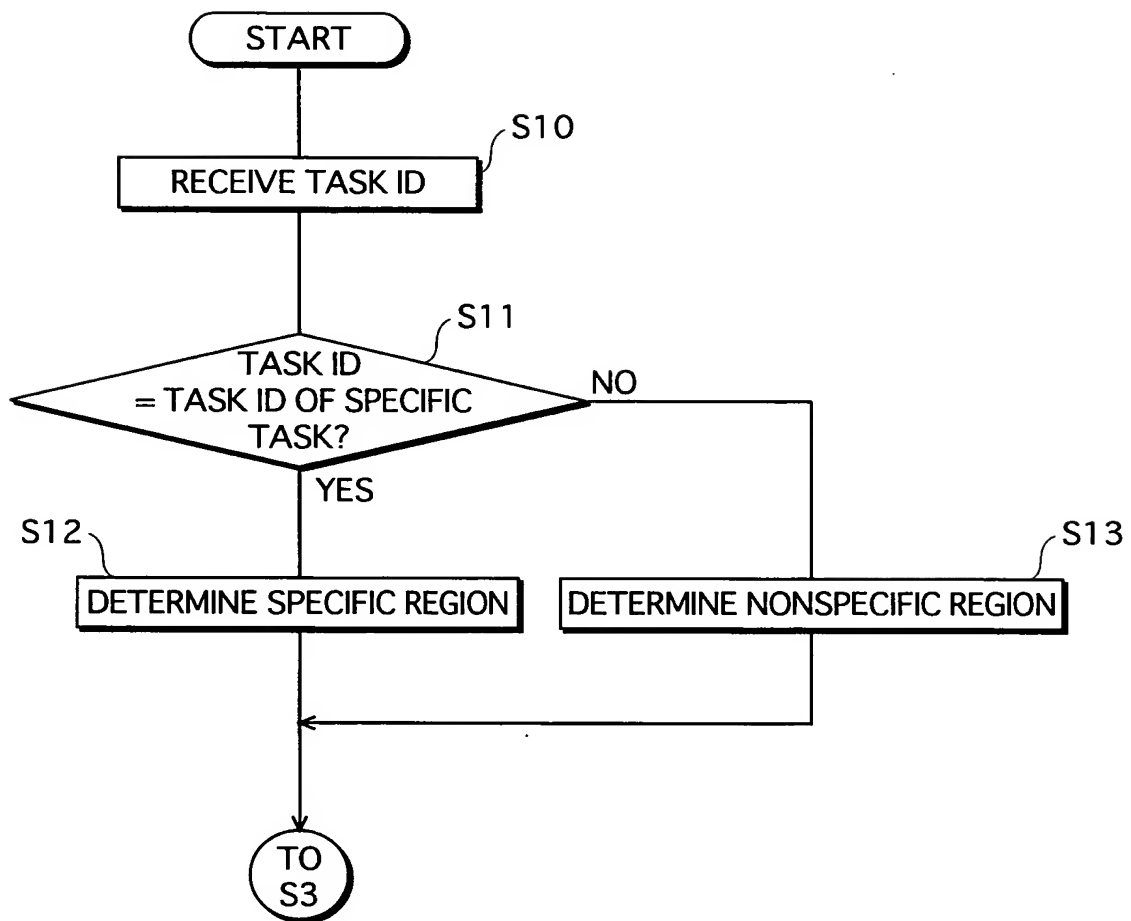 START
S10
RECEIVE TASK ID
S11
TASK ID
= TASK ID OF SPECIFIC
TASK?
NO
YES
S12
S13
DETERMINE SPECIFIC REGION
DETERMINE NONSPECIFIC REGION
TO
S3